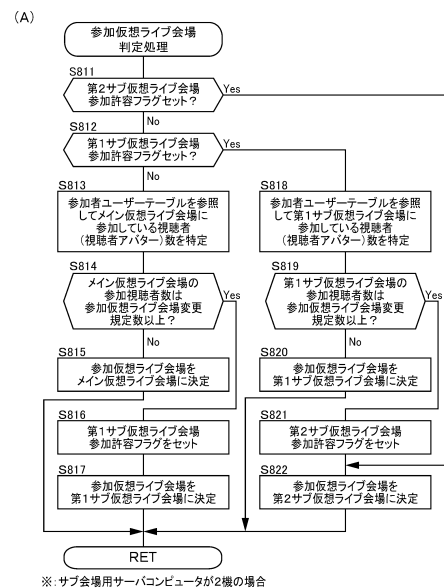 (A)
参加仮想ライブ会場
判定処理
S811
第2サブ仮想ライブ会場
参加許容フラグセット?
Yes
No
S812
第1サブ仮想ライブ会場
参加許容フラグセット?
Yes
No
S813
参加者ユーザーテーブルを参照
してメイン仮想ライブ会場に
参加している視聴者
(視聴者アバター)数を特定
S818
参加者ユーザーテーブルを参照
して第1サブ仮想ライブ会場に
参加している視聴者
(視聴者アバター)数を特定
S814
メイン仮想ライブ会場の
参加視聴者数は
参加仮想ライブ会場変更
規定数以上?
Yes
No
S819
第1サブ仮想ライブ会場の
参加視聴者数は
参加仮想ライブ会場変更
規定数以上?
Yes
No
S815
参加仮想ライブ会場を
メイン仮想ライブ会場に決定
S820
参加仮想ライブ会場を
第1サブ仮想ライブ会場に決定
S816
第1サブ仮想ライブ会場
参加許容フラグをセット
S821
第2サブ仮想ライブ会場
参加許容フラグをセット
S817
参加仮想ライブ会場を
第1サブ仮想ライブ会場に決定
S822
参加仮想ライブ会場を
第2サブ仮想ライブ会場に決定
RET
※:サブ会場用サーバコンピュータが2機の場合